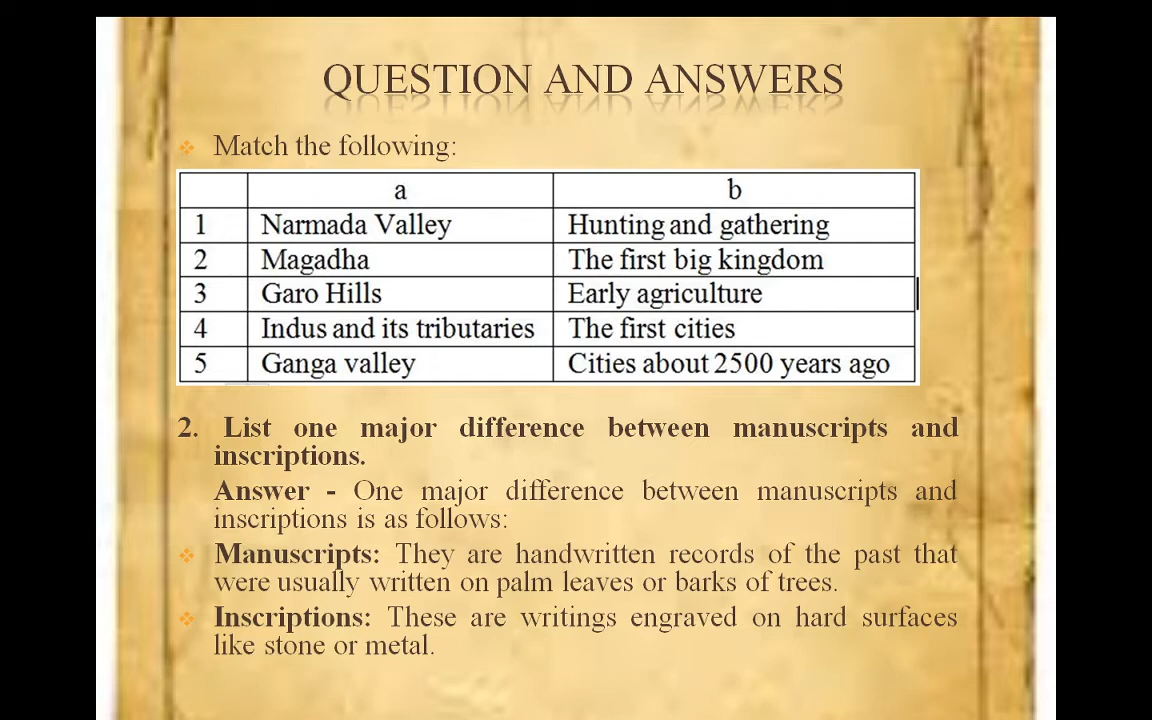 QUESTION AND ANSWERS
Match the following:
a b
1 Narmada Valley Hunting and gathering
2 Magadha The first big kingdom
3 Garo Hills Early agriculture
4 Indus and its tributaries The first cities
5 Ganga valley Cities about 2500 years ago
2. List one major difference between manuscripts and
inscriptions.
Answer - One major difference between manuscripts and
inscriptions is as follows:
Manuscripts: They are handwritten records of the past that
were usually written on palm leaves or barks of trees.
Inscriptions: These are writings engraved on hard surfaces
like stone or metal.